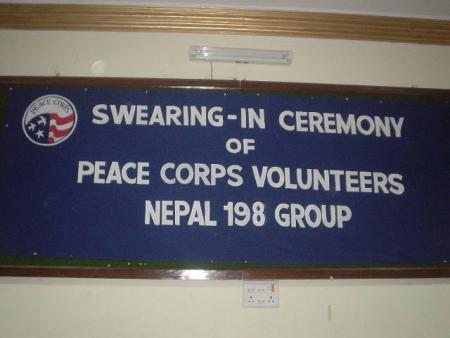 PEACE CORPS
SWEARING-IN CEREMONY
OF
PEACE CORPS VOLUNTEERS
NEPAL 198 GROUP